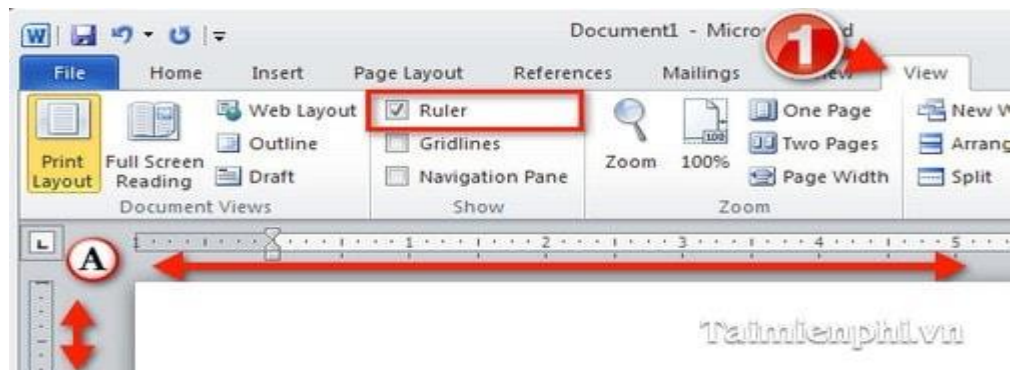 Document1 - Micro d
1
File Home Insert Page Layout References Mailings View
Print Layout
Full Screen Reading
Web Layout
Outline
Draft
Document Views
Ruler
Gridlines
Navigation Pane
Show
Zoom
100%
100
One Page
Two Pages
Page Width
Zoom
New W
Arrang
Split
L
A
1 1 2 3 4 5
Taimienphi.vn